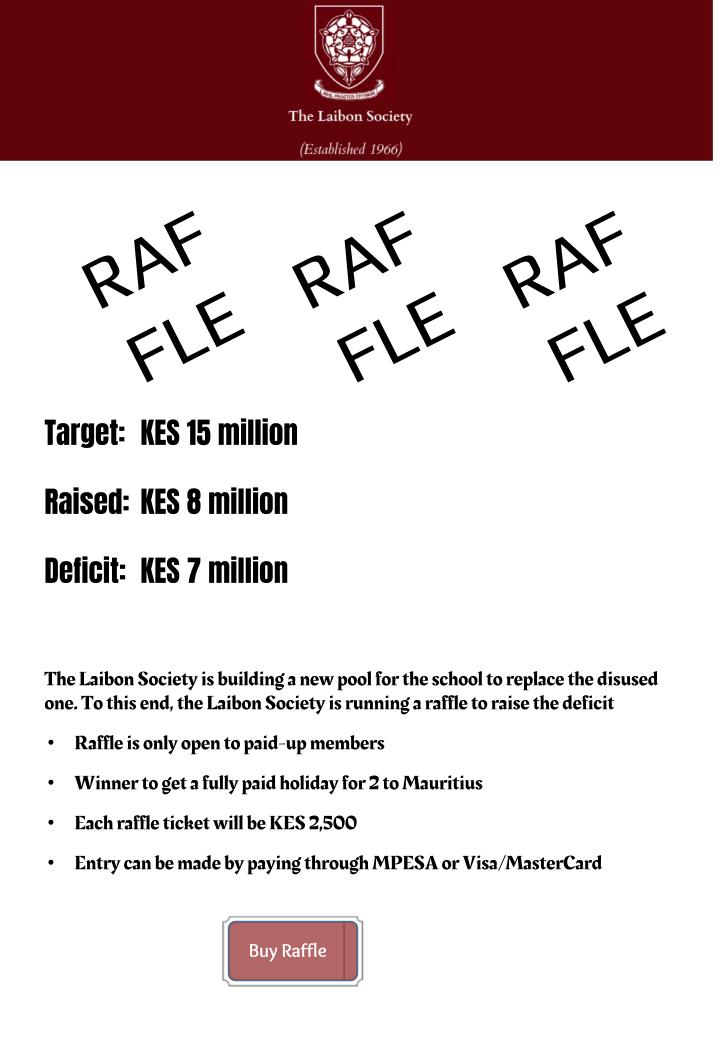 The Laibon Society
(Established 1966)
RAF RAF RAF
FLE FLE FLE
Target: KES 15 million
Raised: KES 8 million
Deficit: KES 7 million
The Laibon Society is building a new pool for the school to replace the disused
one. To this end, the Laibon Society is running a raffle to raise the deficit
• Raffle is only open to paid-up members
• Winner to get a fully paid holiday for 2 to Mauritius
• Each raffle ticket will be KES 2,500
• Entry can be made by paying through MPESA or Visa/MasterCard
Buy Raffle